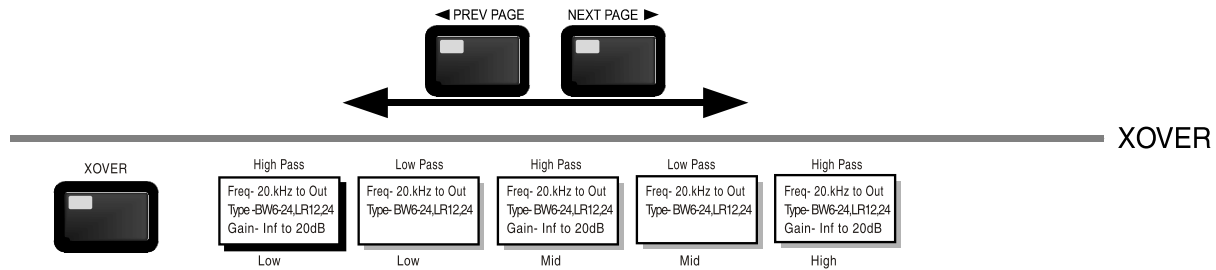 ◄ PREV PAGE NEXT PAGE ►
XOVER
XOVER
High Pass Low Pass High Pass Low Pass High Pass
Freq- 20.kHz to Out Freq- 20.kHz to Out Freq- 20.kHz to Out Freq- 20.kHz to Out Freq- 20.kHz to Out
Type -BW6-24,LR12,24 Type- BW6-24,LR12,24 Type- BW6-24,LR12,24 Type- BW6-24,LR12,24 Type- BW6-24,LR12,24
Gain- Inf to 20dB Gain- Inf to 20dB Gain- Inf to 20dB
Low Low Mid Mid High